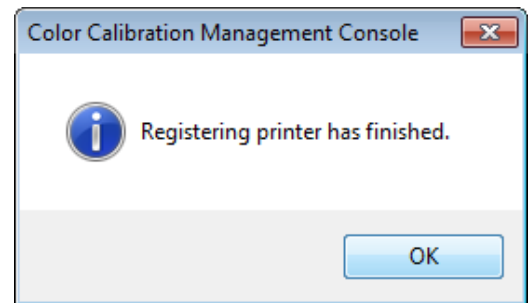 Color Calibration Management Console
Registering printer has finished.
OK